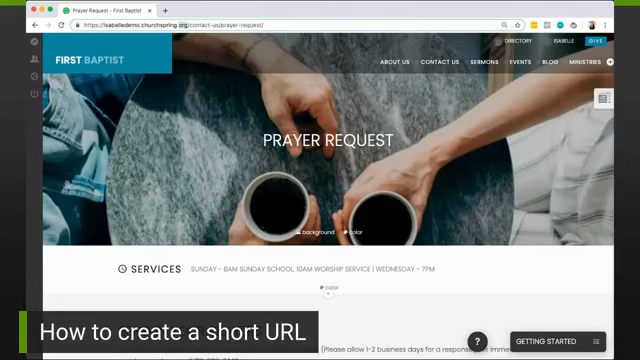 Prayer Request - First Baptist
https://isabelledemo.churchspring.org/contact-us/prayer-request/
DIRECTORY
ISABELLE
GIVE
FIRST BAPTIST
ABOUT US
CONTACT US
SERMONS
EVENTS
BLOG
MINISTRIES
PRAYER REQUEST
background
# color
SERVICES
SUNDAY - 8AM SUNDAY SCHOOL, 10AM WORSHIP SERVICE | WEDNESDAY - 7PM
# color
How to create a short URL
(Please allow 1-2 business days for a response
?
GETTING STARTED